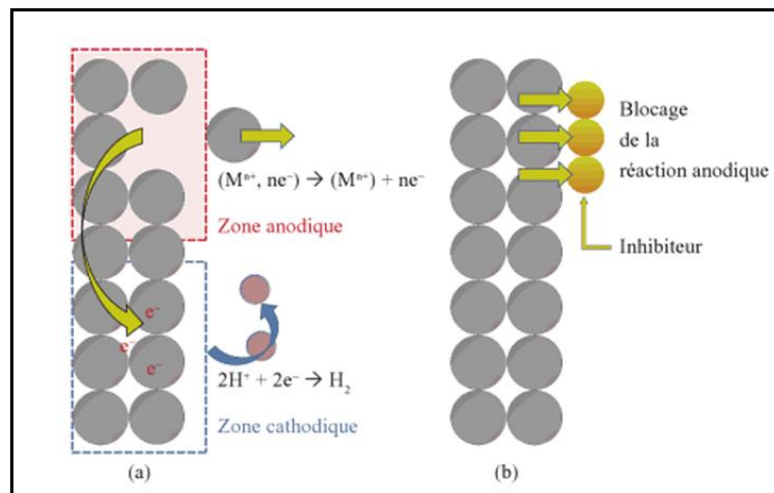 (Mⁿ⁺, ne⁻) → (Mⁿ⁺) + ne⁻
Zone anodique
e⁻
e⁻
e⁻
2H⁺ + 2e⁻ → H₂
Zone cathodique
(a)
Blocage
de la
réaction anodique
Inhibiteur
(b)